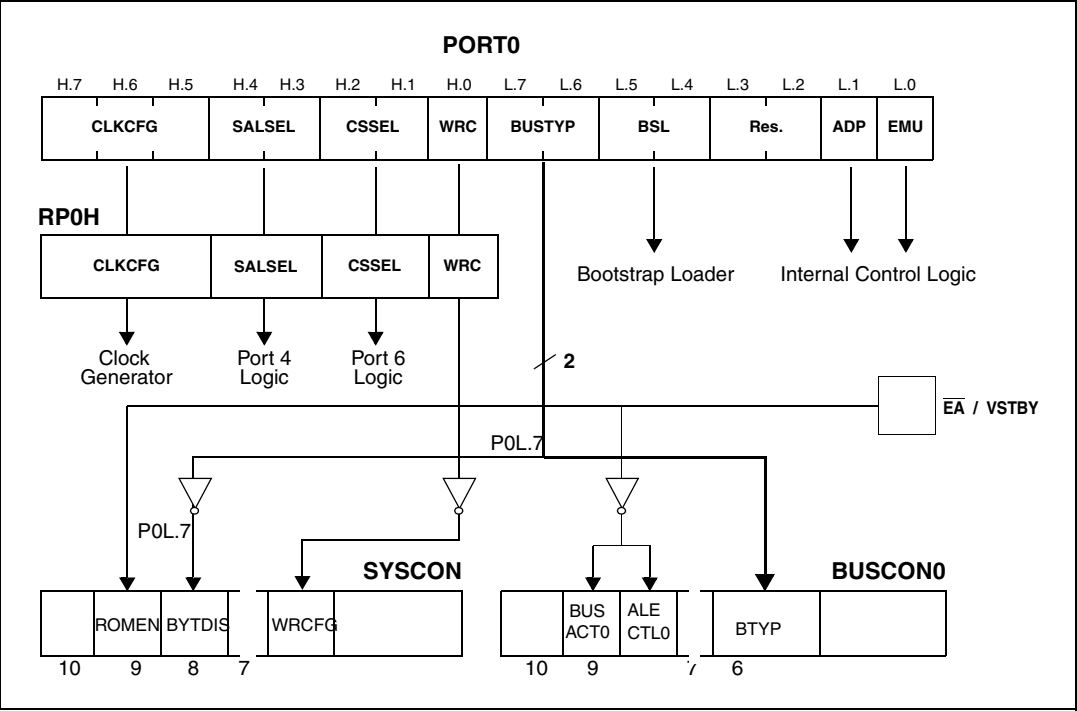 PORT0
H.7 H.6 H.5 H.4 H.3 H.2 H.1 H.0 L.7 L.6 L.5 L.4 L.3 L.2 L.1 L.0
CLKCFG SALSEL CSSEL WRC BUSTYP BSL Res. ADP EMU
RP0H
CLKCFG SALSEL CSSEL WRC
Bootstrap Loader Internal Control Logic
Clock Generator
Port 4 Logic
Port 6 Logic
2
EA / VSTBY
P0L.7
P0L.7
SYSCON BUSCON0
ROMEN BYTDIS WRCFG
BUS ACT0
ALE CTL0
BTYP
10 9 8 7 10 9 7 6